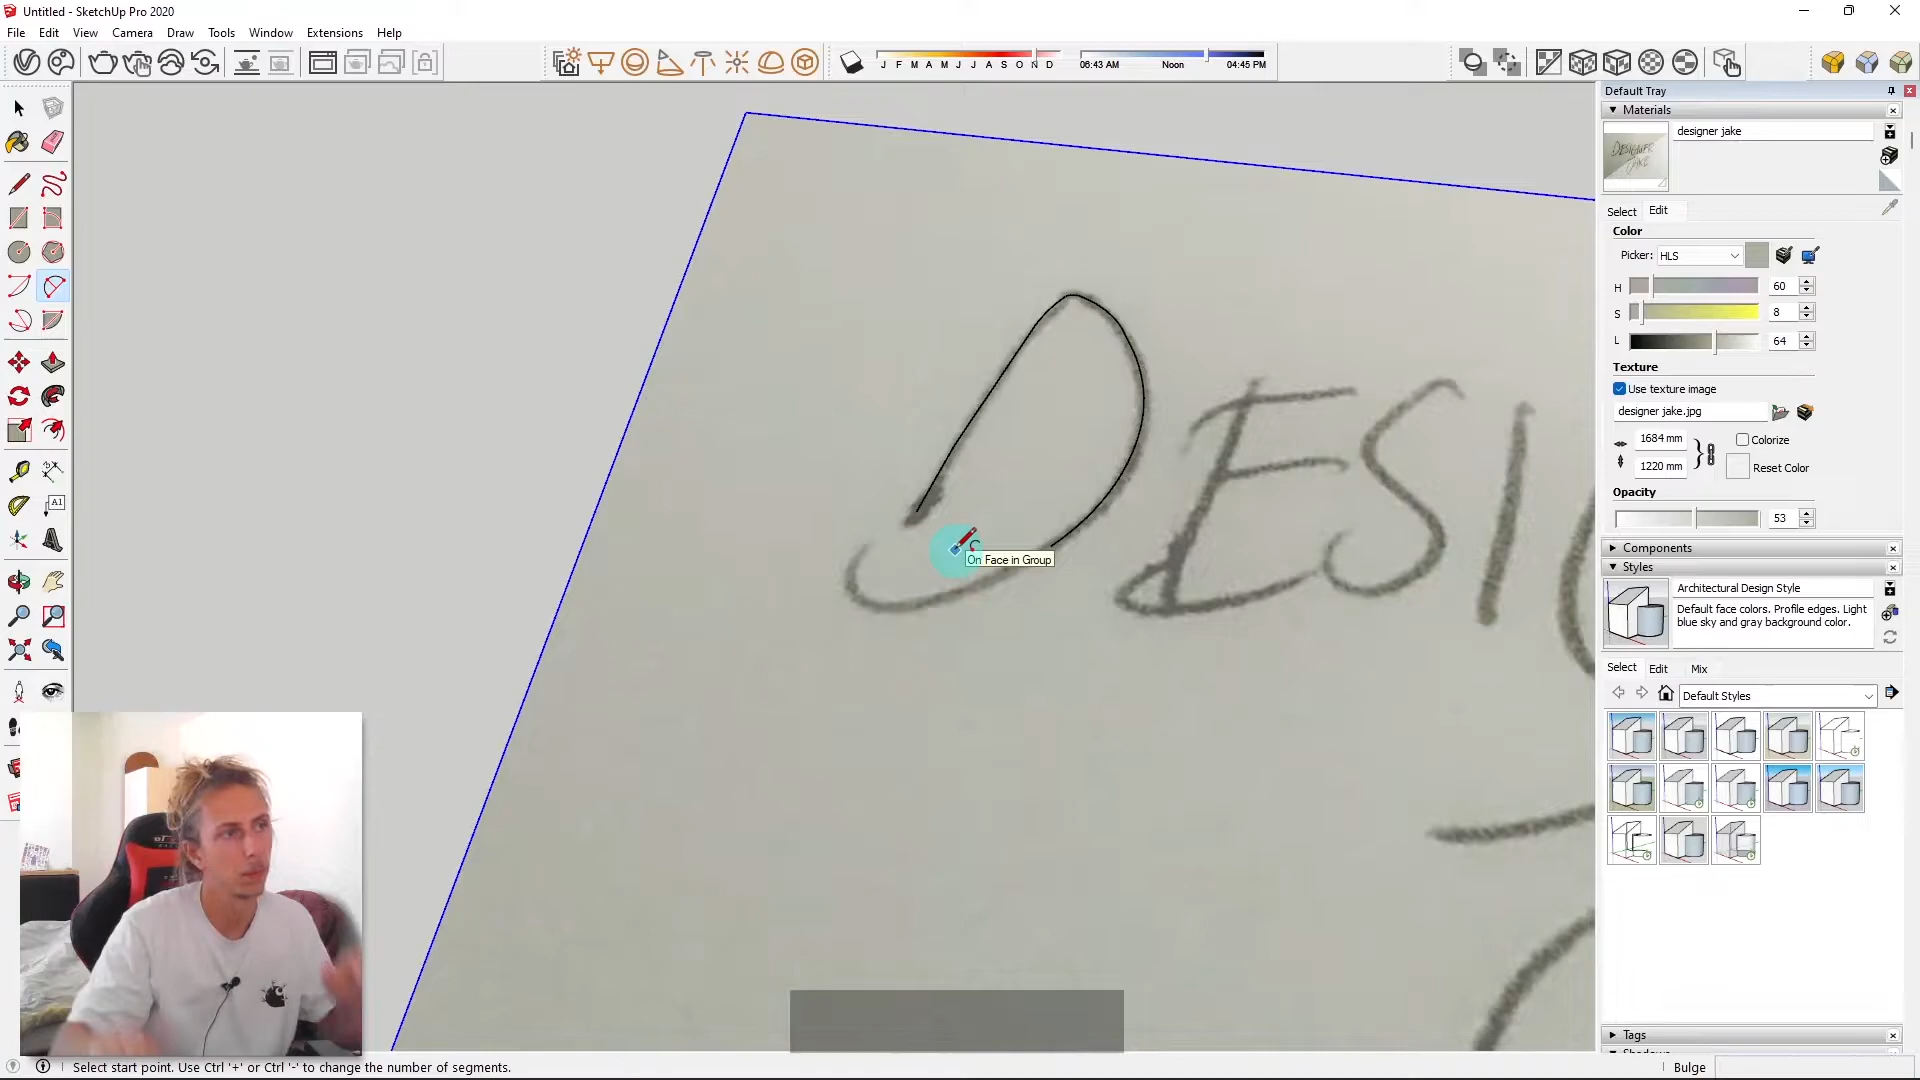 Untitled - SketchUp Pro 2020
File Edit View Camera Draw Tools Window Extensions Help
J F M A M J J A S O N D
06:43 AM Noon 04:45 PM
Default Tray
Materials
designer jake
Select Edit
Color
Picker: HLS
H 60
S 8
L 64
Texture
Use texture image
designer jake.jpg
1684 mm
Colorize
1220 mm
Reset Color
Opacity
53
Components
Styles
Architectural Design Style
Default face colors. Profile edges. Light
blue sky and gray background color.
Select Edit Mix
Default Styles
Tags
DESI
On Face in Group
Select start point. Use Ctrl '+' or Ctrl '-' to change the number of segments.
Bulge